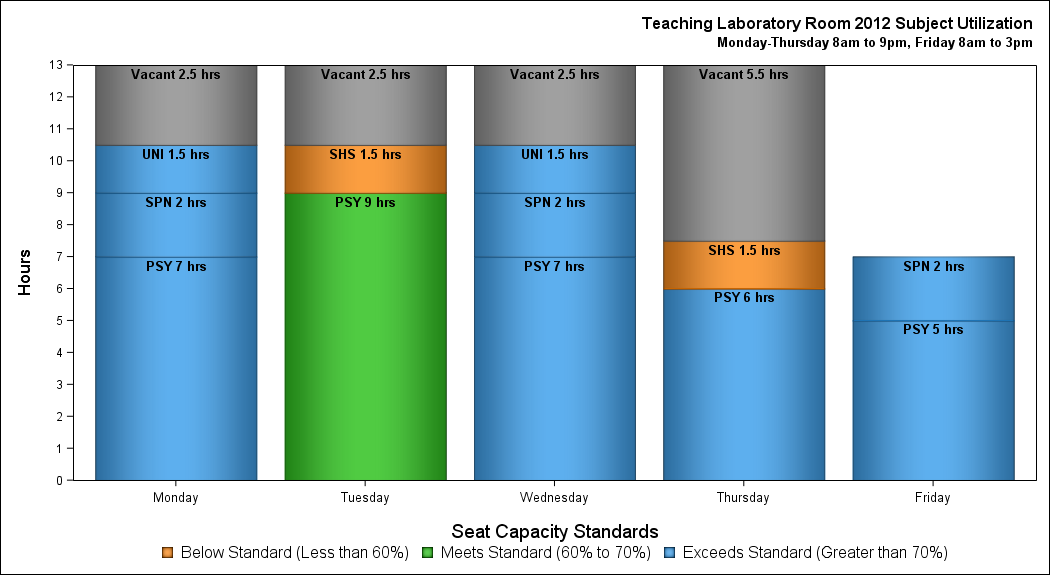 Teaching Laboratory Room 2012 Subject Utilization
Monday-Thursday 8am to 9pm, Friday 8am to 3pm
13
12
11
10
9
8
7
6
5
4
3
2
1
0
Hours
Vacant 2.5 hrs
UNI 1.5 hrs
SPN 2 hrs
PSY 7 hrs
Vacant 2.5 hrs
SHS 1.5 hrs
PSY 9 hrs
Vacant 2.5 hrs
UNI 1.5 hrs
SPN 2 hrs
PSY 7 hrs
Vacant 5.5 hrs
SHS 1.5 hrs
PSY 6 hrs
SPN 2 hrs
PSY 5 hrs
Monday Tuesday Wednesday Thursday Friday
Seat Capacity Standards
Below Standard (Less than 60%) Meets Standard (60% to 70%) Exceeds Standard (Greater than 70%)